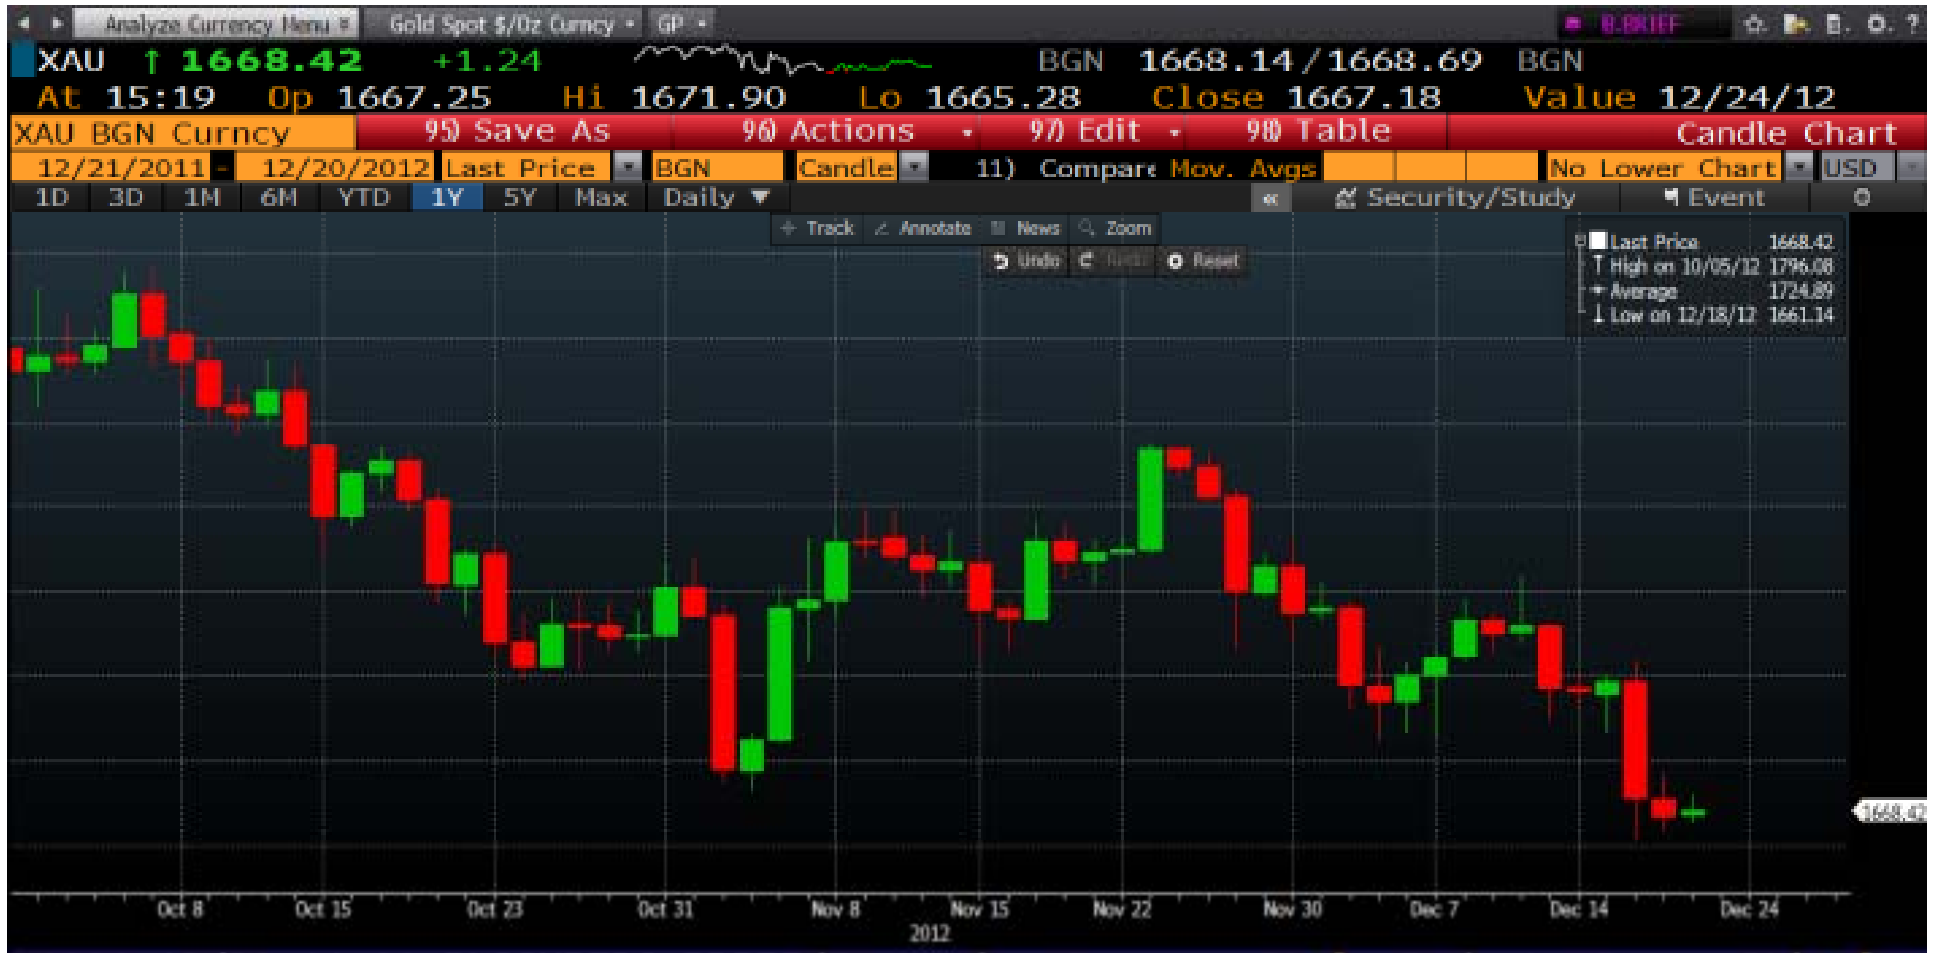 Analyze Currency Menu Gold Spot $/Oz Curncy GP B.BRIEF ?
XAU ↑ 1668.42 +1.24 BGN 1668.14/1668.69 BGN
At 15:19 Op 1667.25 Hi 1671.90 Lo 1665.28 Close 1667.18 Value 12/24/12
XAU BGN Curncy 95) Save As 96) Actions 97) Edit 98) Table Candle Chart
12/21/2011 - 12/20/2012 Last Price BGN Candle 11) Compare Mov. Avgs No Lower Chart USD
1D 3D 1M 6M YTD 1Y 5Y Max Daily ▼ « Security/Study Event
Track Annotate News Zoom
Undo Reset
Last Price 1668.42
High on 10/05/12 1796.08
Average 1724.89
Low on 12/18/12 1661.14
1668.42
Oct 8 Oct 15 Oct 23 Oct 31 Nov 8 Nov 15 Nov 22 Nov 30 Dec 7 Dec 14 Dec 24
2012